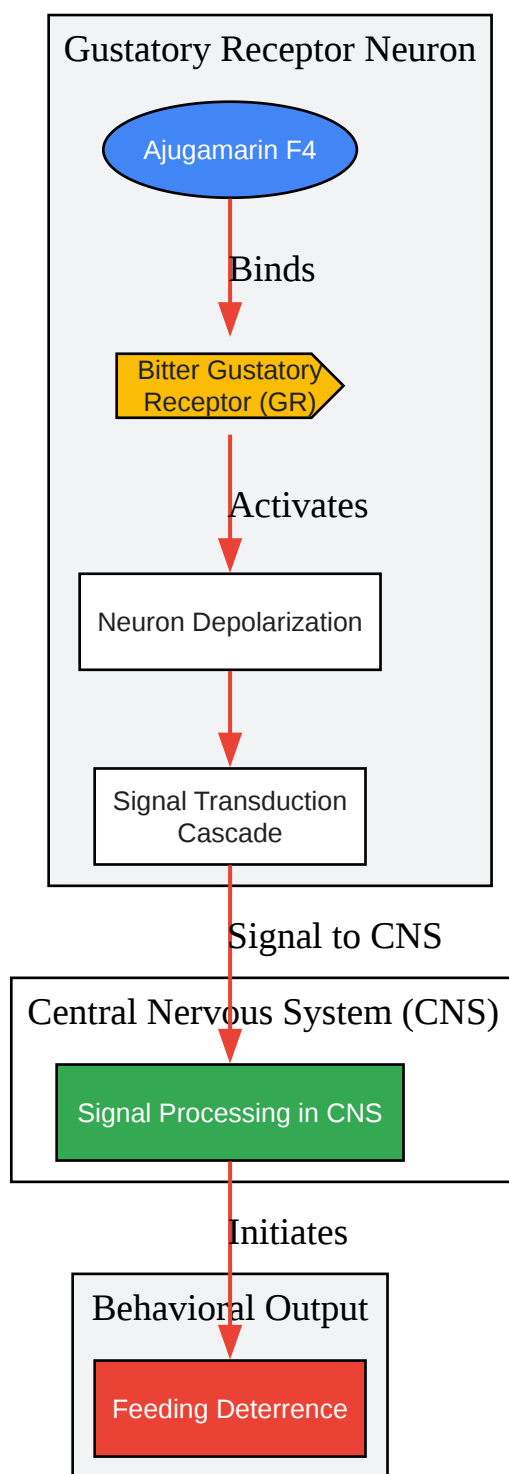 Gustatory Receptor Neuron
Ajugamarin F4
Binds
Bitter Gustatory
Receptor (GR)
Activates
Neuron Depolarization
Signal Transduction
Cascade
Signal to CNS
Central Nervous System (CNS)
Signal Processing in CNS
Initiates
Behavioral Output
Feeding Deterrence